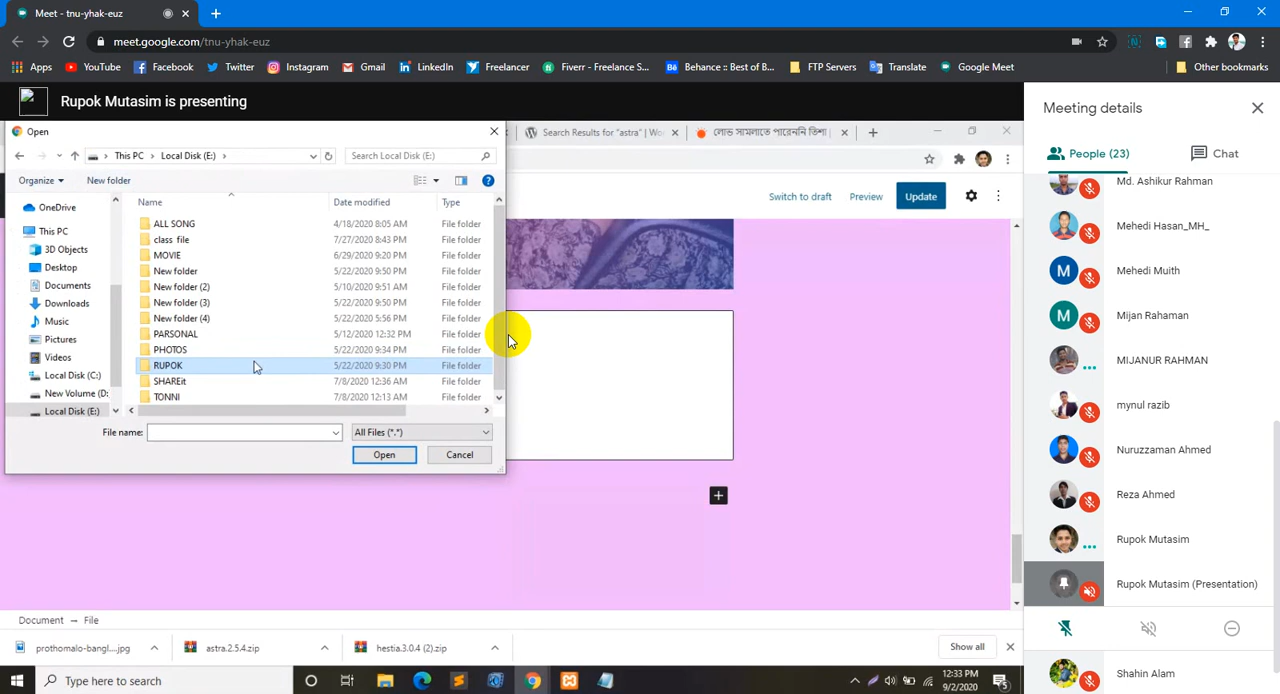 Meet - tnu-yhak-euz
meet.google.com/tnu-yhak-euz
Apps YouTube Facebook Twitter Instagram Gmail LinkedIn Freelancer Fiverr - Freelance S... Behance :: Best of B... FTP Servers Translate Google Meet Other bookmarks
Rupok Mutasim is presenting
Open
Search Results for "astra" | Wor
লোভ সামলাতে পারেননি তিশা
This PC > Local Disk (E:) >
Search Local Disk (E:)
Organize
New folder
Switch to draft
Preview
Update
Name Date modified Type
OneDrive
This PC
3D Objects
Desktop
Documents
Downloads
Music
Pictures
Videos
Local Disk (C:)
New Volume (D:
Local Disk (E:)
ALL SONG 4/18/2020 8:05 AM File folder
class file 7/27/2020 8:43 PM File folder
MOVIE 6/29/2020 9:20 PM File folder
New folder 5/22/2020 9:50 PM File folder
New folder (2) 5/10/2020 9:51 AM File folder
New folder (3) 5/22/2020 9:50 PM File folder
New folder (4) 5/22/2020 5:56 PM File folder
PARSONAL 5/12/2020 12:32 PM File folder
PHOTOS 5/22/2020 9:34 PM File folder
RUPOK 5/22/2020 9:30 PM File folder
SHAREit 7/8/2020 12:36 AM File folder
TONNI 7/8/2020 12:13 AM File folder
File name:
All Files (*.*)
Open
Cancel
Document → File
prothomalo-bangl....jpg
astra.2.5.4.zip
hestia.3.0.4 (2).zip
Show all
Type here to search
12:33 PM
9/2/2020
5
Meeting details
People (23)
Chat
Md. Ashikur Rahman
Mehedi Hasan_MH_
M
Mehedi Muith
M
Mijan Rahaman
MIJANUR RAHMAN
mynul razib
Nuruzzaman Ahmed
Reza Ahmed
Rupok Mutasim
Rupok Mutasim (Presentation)
Shahin Alam